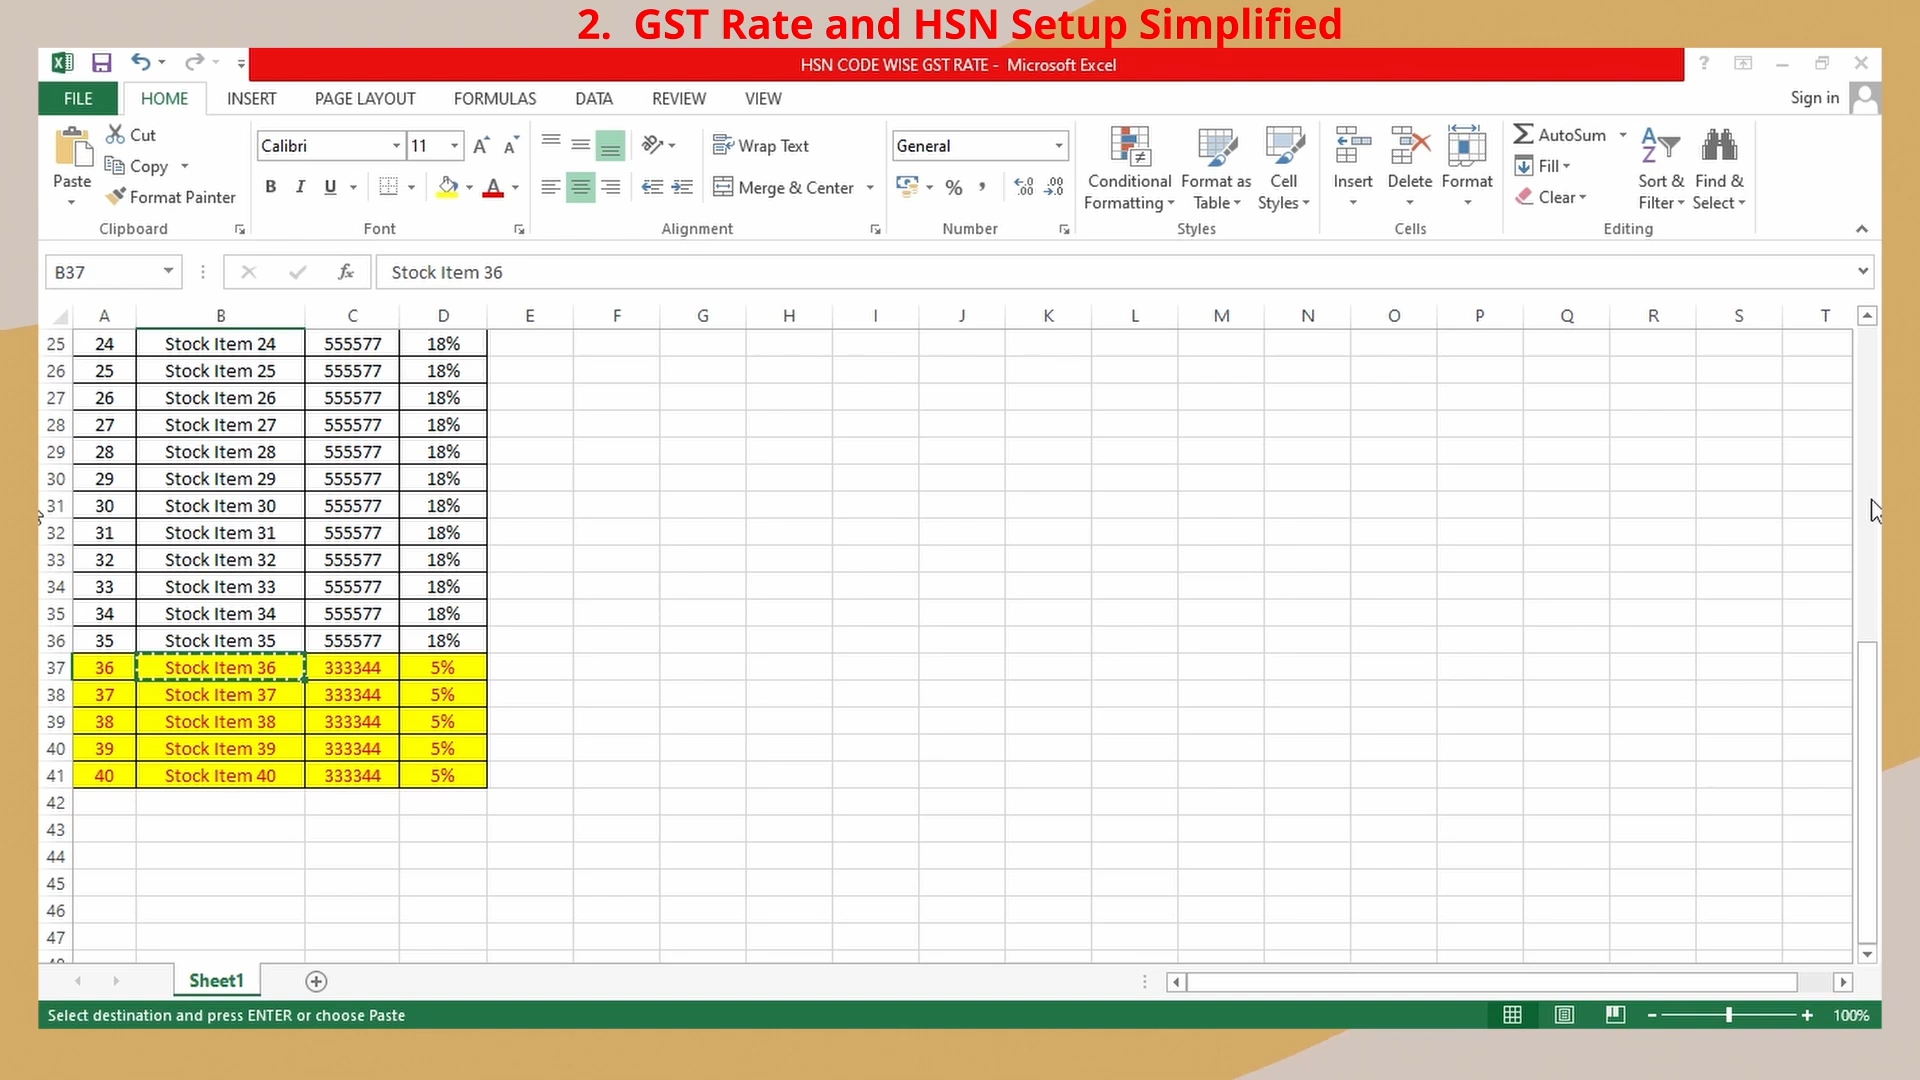 2. GST Rate and HSN Setup Simplified
HSN CODE WISE GST RATE - Microsoft Excel
?
FILE HOME INSERT PAGE LAYOUT FORMULAS DATA REVIEW VIEW Sign in
Paste Cut Copy Format Painter Clipboard
Calibri 11 A A B I U A Font
Wrap Text Merge & Center Alignment
General % , Number
Conditional Formatting Format as Table Cell Styles Styles
Insert Delete Format Cells
AutoSum Fill Clear Sort & Filter Find & Select Editing
B37 fx Stock Item 36
A B C D E F G H I J K L M N O P Q R S T
25 24 Stock Item 24 555577 18%
26 25 Stock Item 25 555577 18%
27 26 Stock Item 26 555577 18%
28 27 Stock Item 27 555577 18%
29 28 Stock Item 28 555577 18%
30 29 Stock Item 29 555577 18%
31 30 Stock Item 30 555577 18%
32 31 Stock Item 31 555577 18%
33 32 Stock Item 32 555577 18%
34 33 Stock Item 33 555577 18%
35 34 Stock Item 34 555577 18%
36 35 Stock Item 35 555577 18%
37 36 Stock Item 36 333344 5%
38 37 Stock Item 37 333344 5%
39 38 Stock Item 38 333344 5%
40 39 Stock Item 39 333344 5%
41 40 Stock Item 40 333344 5%
42
43
44
45
46
47
Sheet1
Select destination and press ENTER or choose Paste 100%